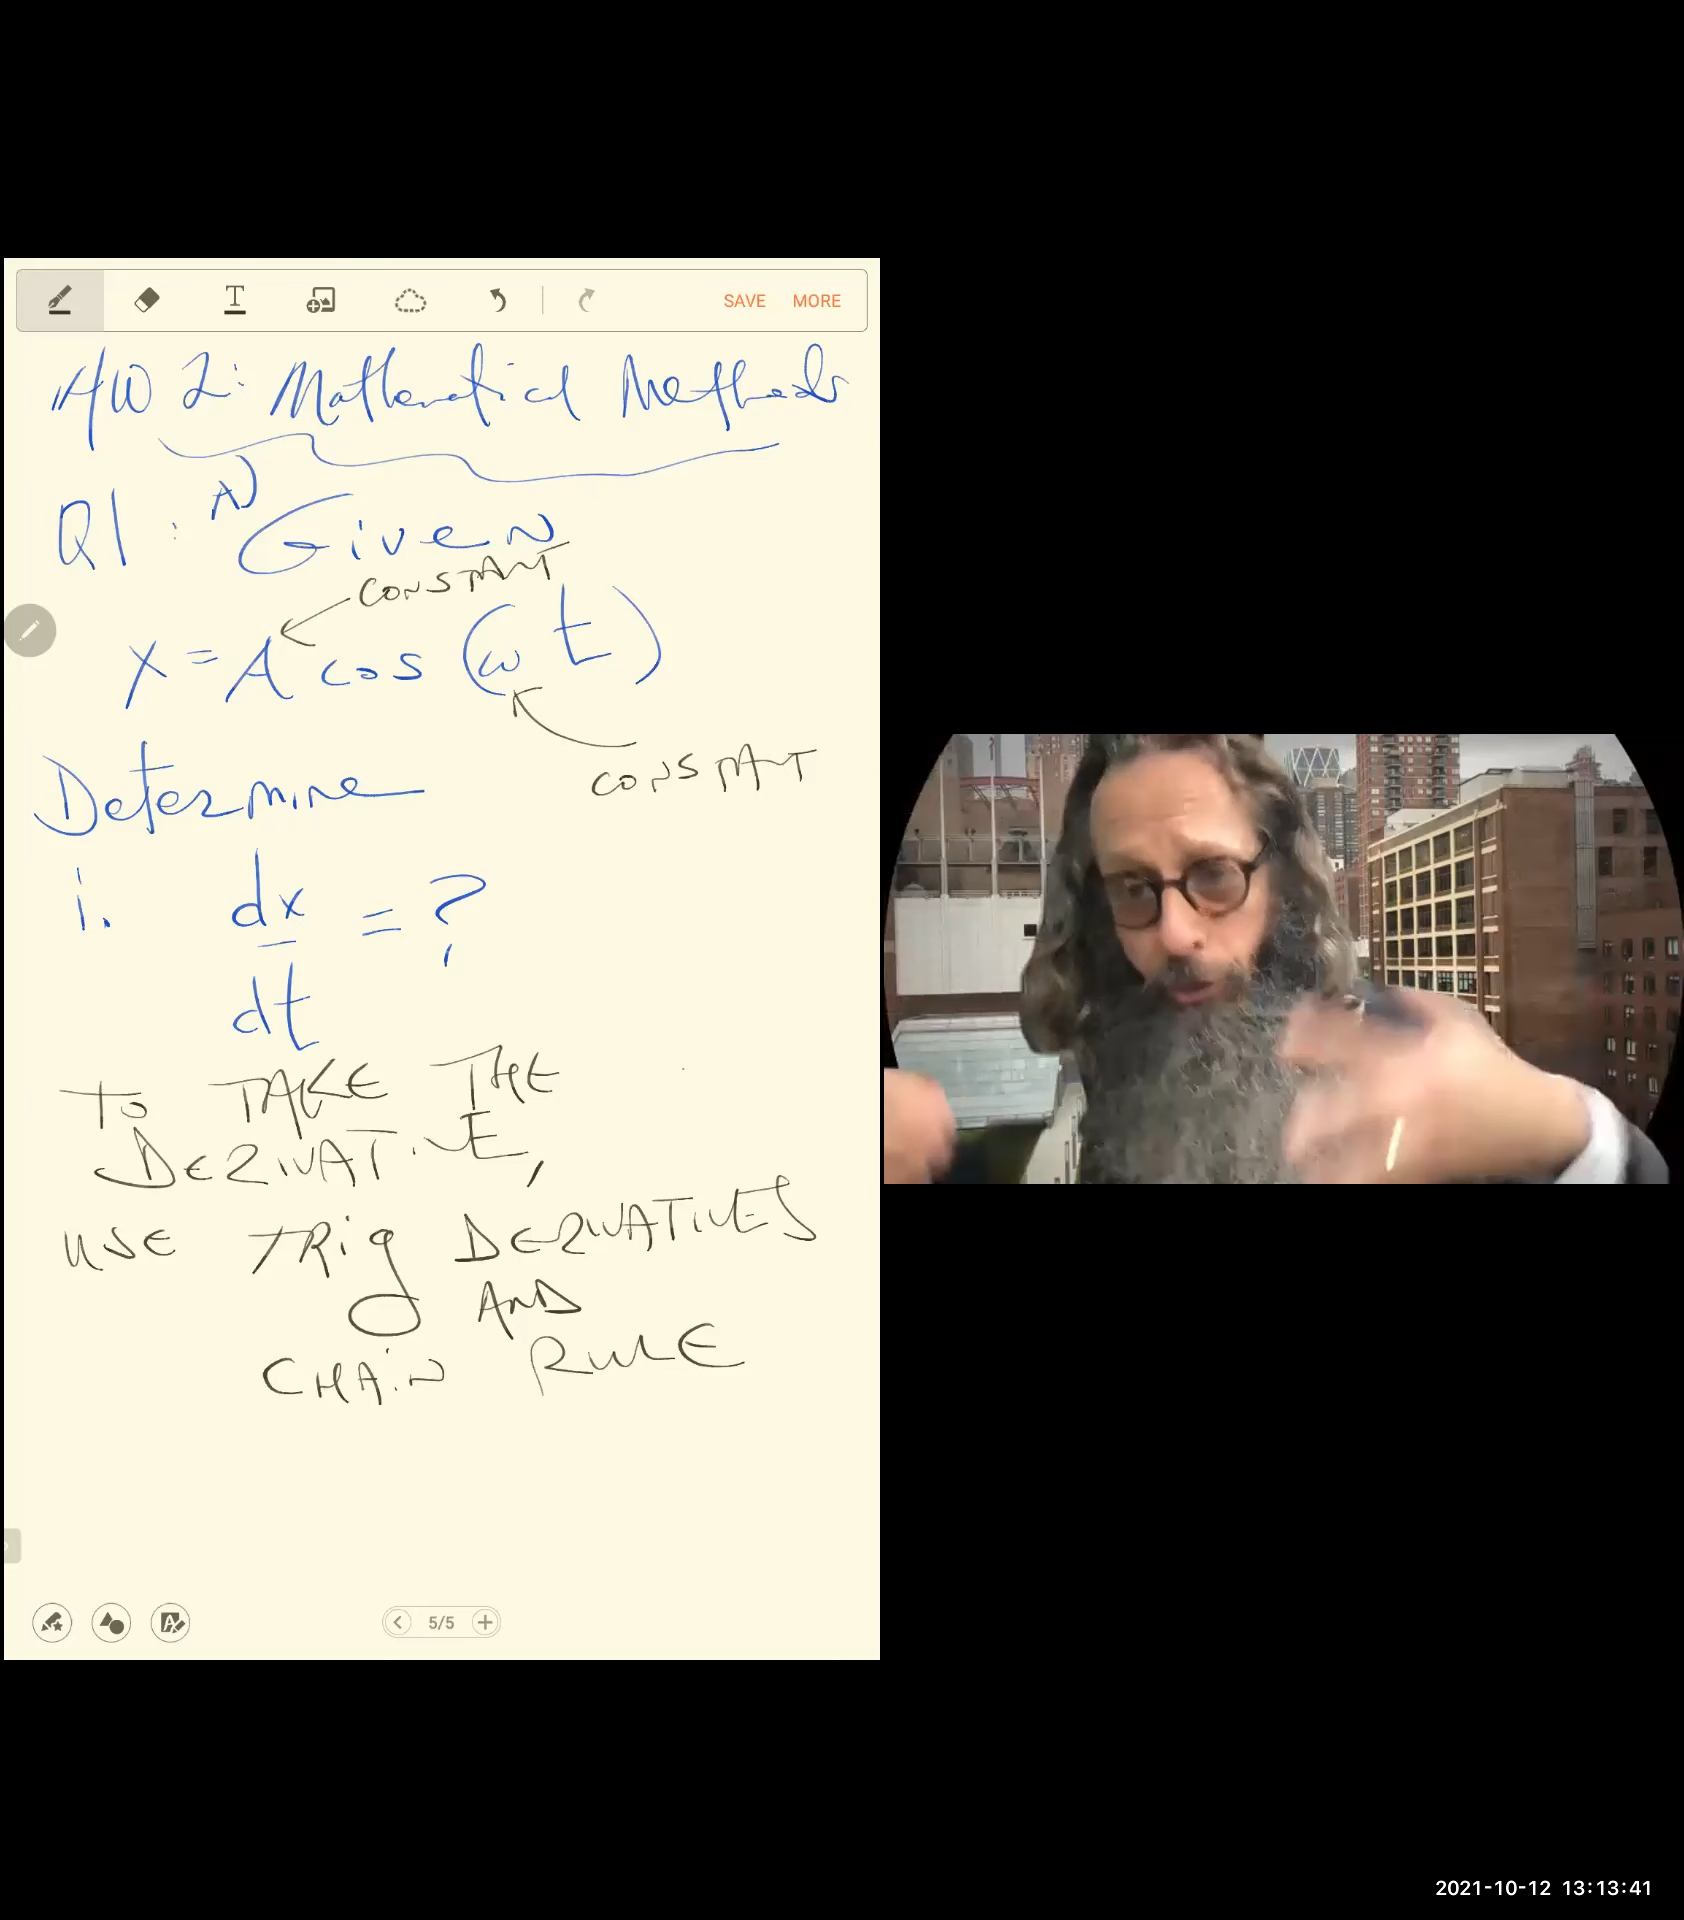 T
SAVE MORE
HW 2: Mathematical Methods
Q1: A)
Given
CONSTANT
x = A cos (ω t)
CONSTANT
Determine
i. dx = ?
dt
TO TAKE THE
DERIVATIVE,
USE TRIG DERIVATIVES
AND
CHAIN RULE
5/5
2021-10-12 13:13:41